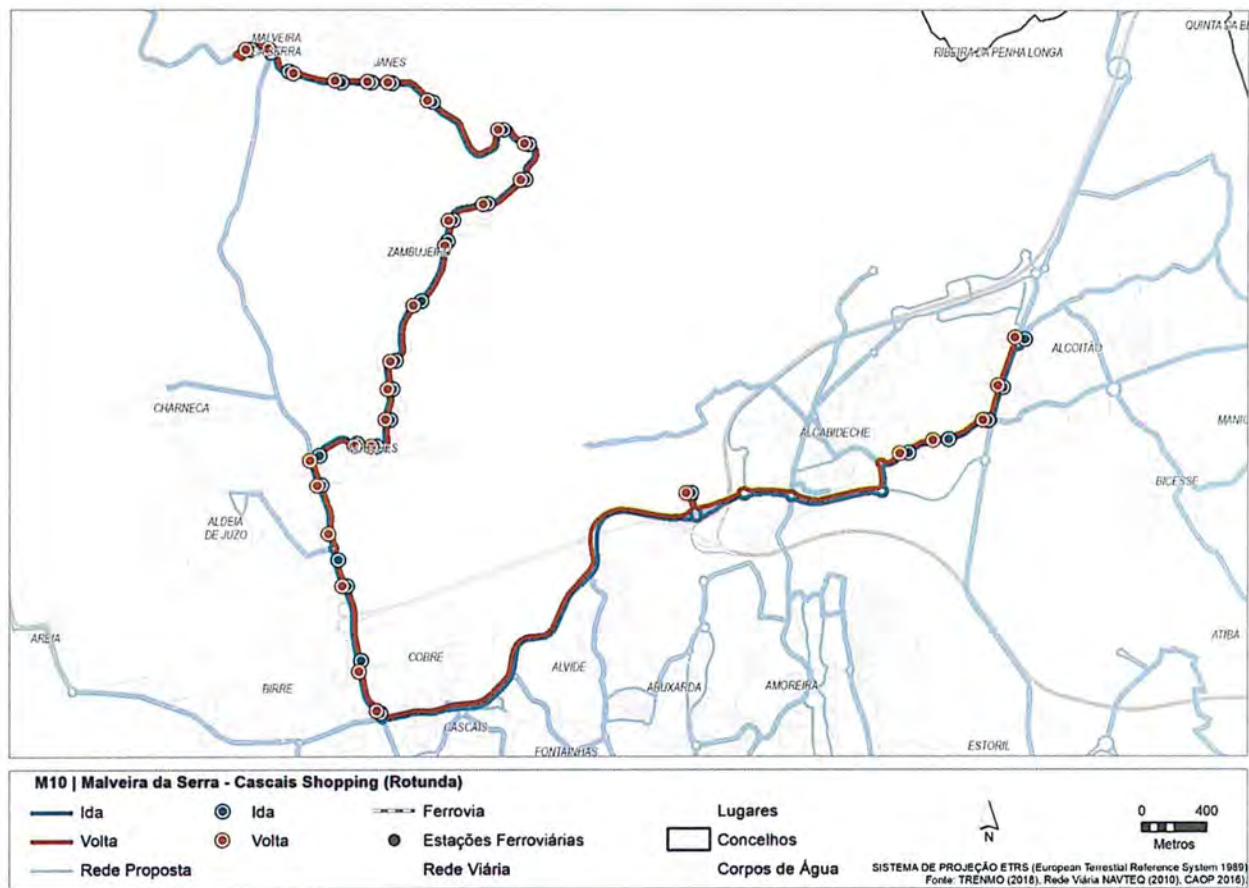 MALVEIRA
DA SERRA
JANES
RIBEIRA DA PENHA LONGA
QUINTA DA BE
ZAMBUJEIRO
CHARNECA
ALCOITÃO
ALCABIDECHE
MANIQ
BICESSE
ALDEIA
DE JUZO
AREIA
COBRE
BIRRE
ALVIDE
ABUXARDA
AMOREIRA
ATIBA
CASCAIS
FONTAINHAS
ESTORIL
M10 | Malveira da Serra - Cascais Shopping (Rotunda)
Ida
Volta
Rede Proposta
Ida
Volta
Ferrovia
Estações Ferroviárias
Rede Viária
Lugares
Concelhos
Corpos de Água
N
0 400
Metros
SISTEMA DE PROJEÇÃO ETRS (European Terrestial Reference System 1989)
Fonte: TRENMO (2018), Rede Viária NAVTEQ (2010), CAOP 2016)